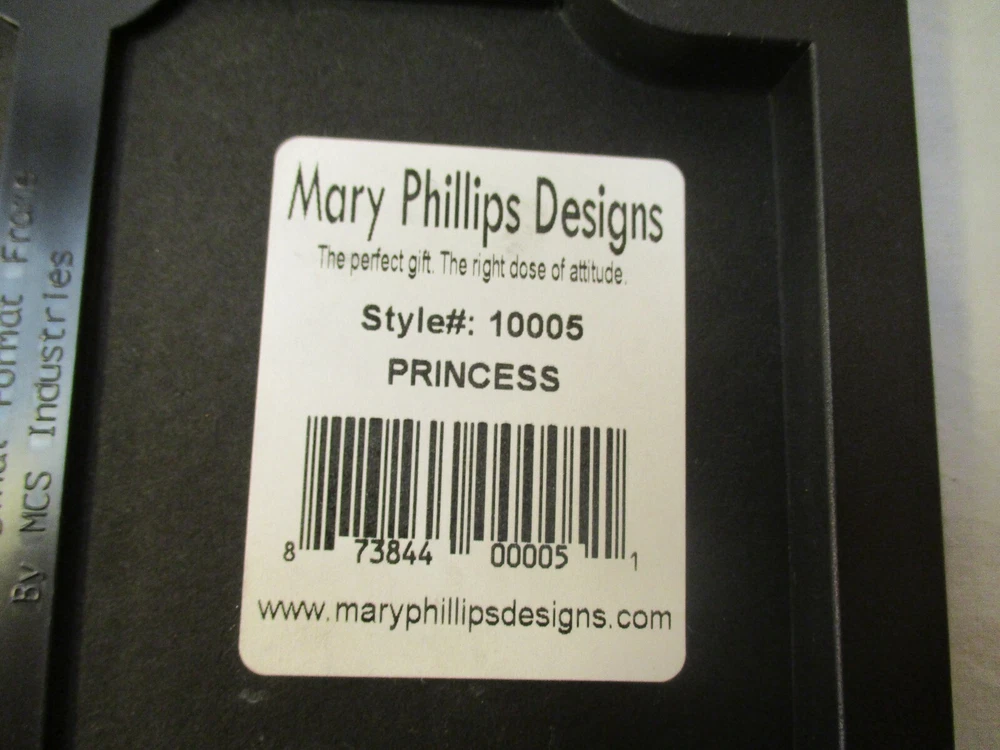 Mary Phillips Designs
The perfect gift. The right dose of attitude.
Style#: 10005
PRINCESS
8 73844 00005 1
www.maryphillipsdesigns.com
Format Frame
By MCS Industries